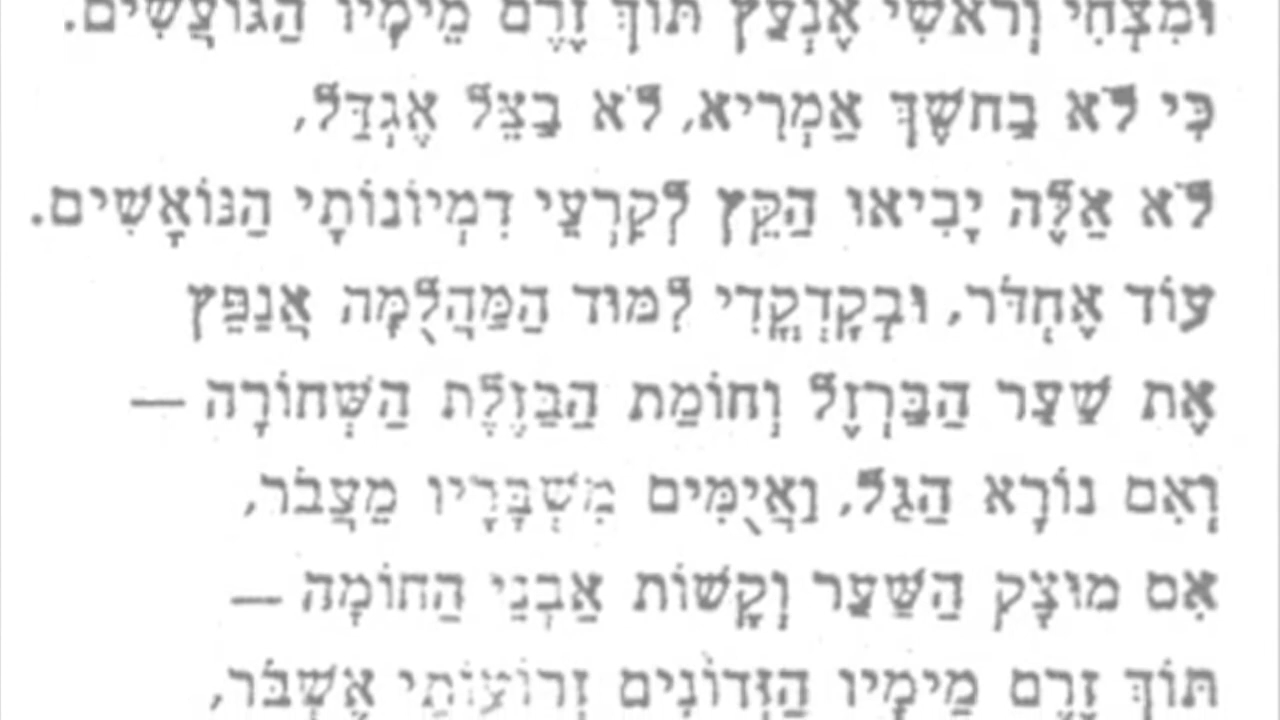 וּמִצְחִי וְרֹאשִׁי אֶנְעַץ תּוֹךְ זֶרֶם מֵימָיו הַגּוֹעֲשִׁים.
כִּי לֹא בַחשֶׁךְ אַמְרִיא, לֹא בַצֵּל אֶגְדַּל,
לֹא אֵלֶּה יָבִיאוּ הַקֵּץ לְקִרְעֵי דִמְיוֹנוֹתָי הַנּוֹאָשִׁים.
עוֹד אֶחְדֹּר, וּבְקָדְקֳדִי לִמּוּד הַמַּהֲלֻמָּה אֲנַפֵּץ
אֶת שַׁעַר הַבַּרְזֶל וְחוֹמַת הַבַּזֶלֶת הַשְּׁחוֹרָה —
וְאִם נוֹרָא הַגַּל, וַאֲיֻמִּים מִשְׁבָּרָיו מֵעֲבֹר,
אִם מוּצָק הַשַּׁעַר וְקָשׁוֹת אַבְנֵי הַחוֹמָה —
תּוֹךְ זֶרֶם מֵימָיו הַזְּדוֹנִים זְרוֹעוֹתַי אֶשְׁבֹּר,